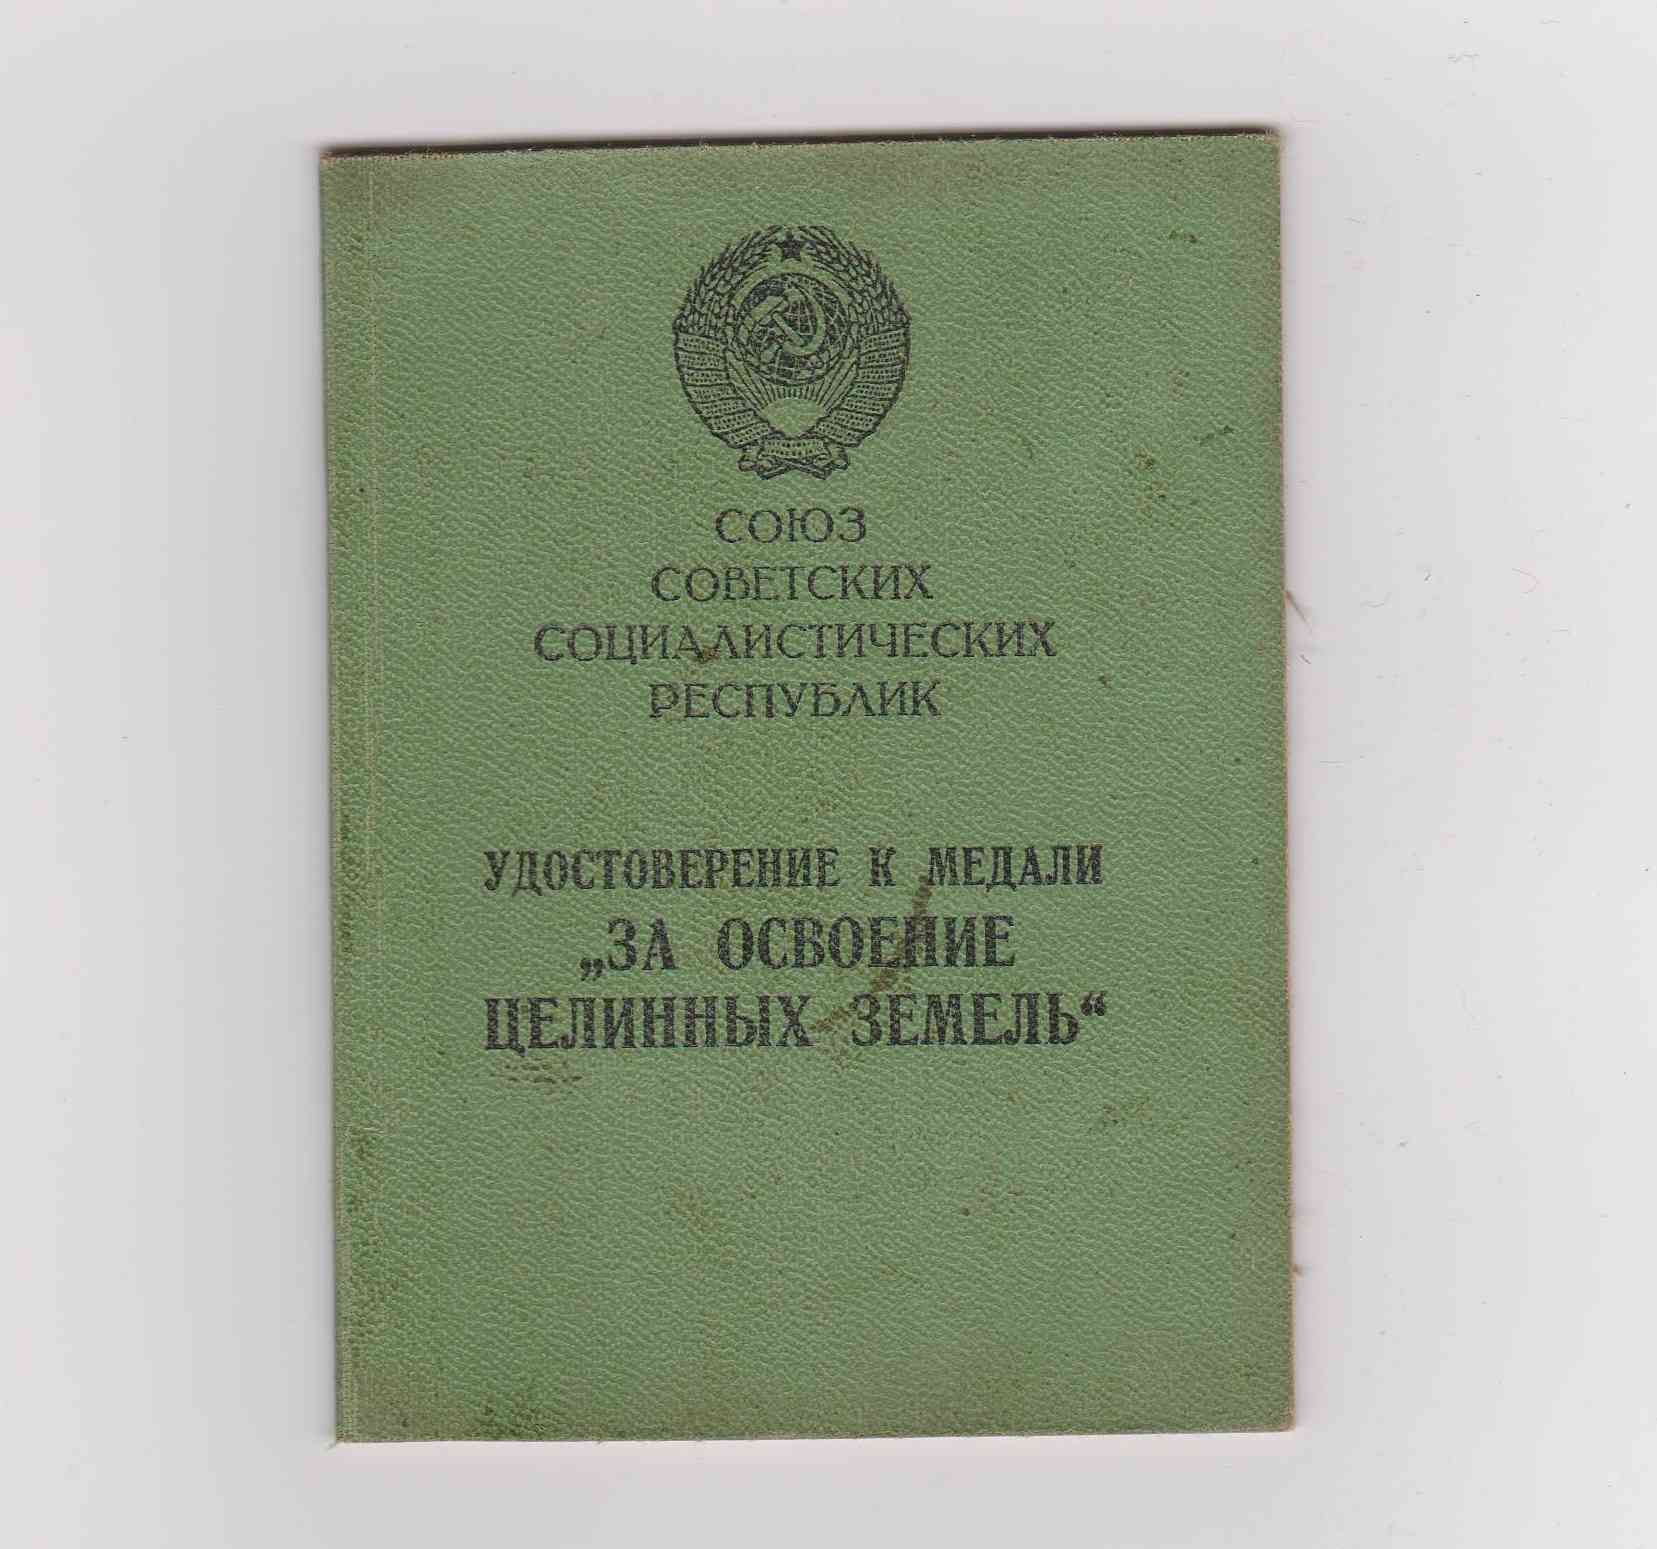 СОЮЗ
СОВЕТСКИХ
СОЦИАЛИСТИЧЕСКИХ
РЕСПУБЛИК
УДОСТОВЕРЕНИЕ К МЕДАЛИ
„ЗА ОСВОЕНИЕ
ЦЕЛИННЫХ ЗЕМЕЛЬ“